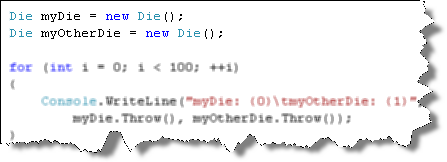 Die myDie = new Die();
Die myOtherDie = new Die();
for (int i = 0; i < 100; ++i)
{
Console.WriteLine("myDie: {0}\tmyOtherDie: {1}"
myDie.Throw(), myOtherDie.Throw());
}